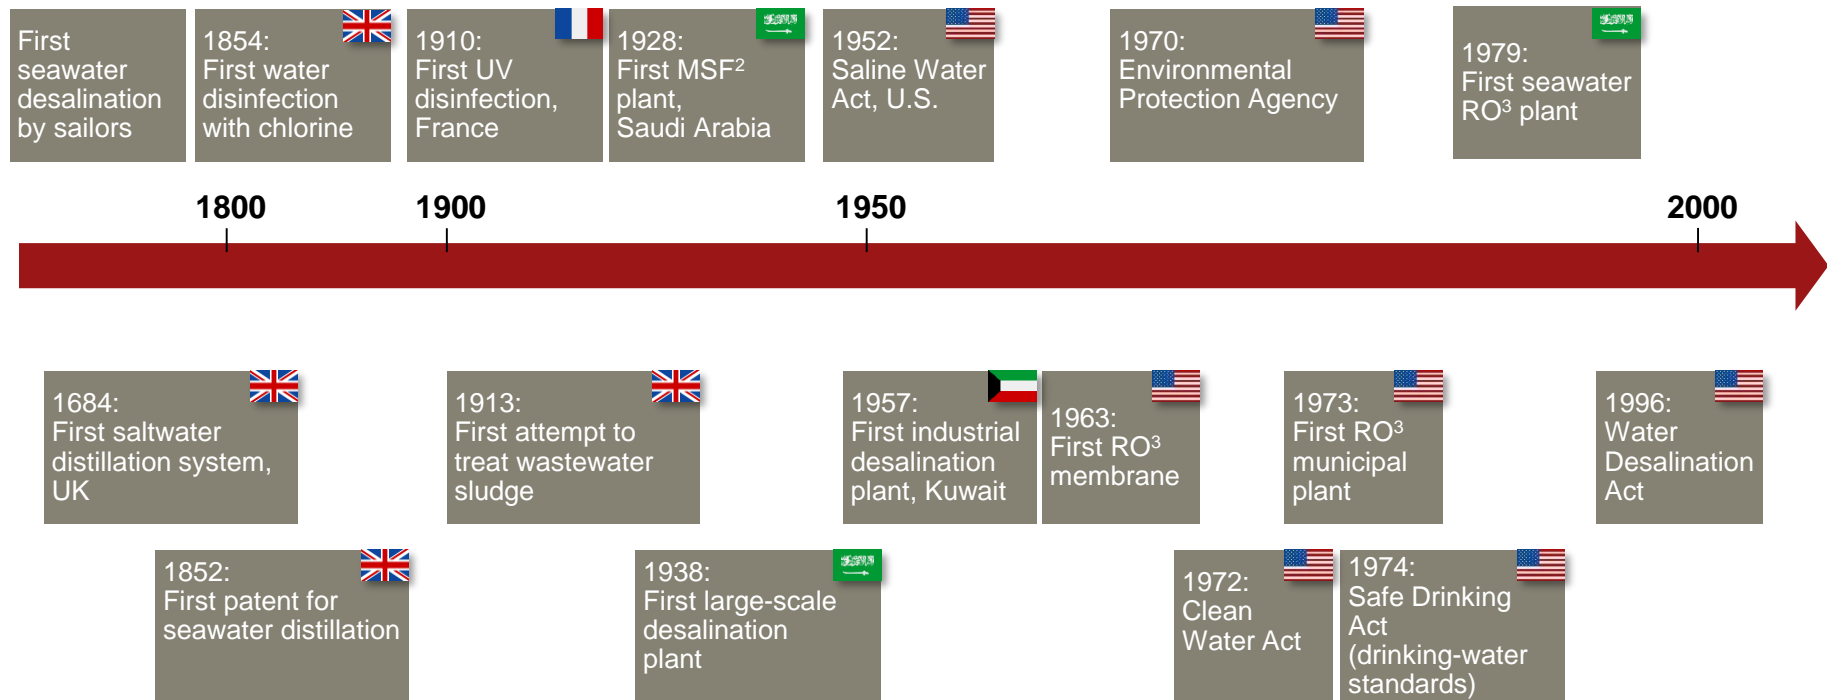 First
seawater
desalination
by sailors
1854:
First water
disinfection
with chlorine
1910:
First UV
disinfection,
France
1928:
First MSF²
plant,
Saudi Arabia
1952:
Saline Water
Act, U.S.
1970:
Environmental
Protection Agency
1979:
First seawater
RO³ plant
1800
1900
1950
2000
1684:
First saltwater
distillation system,
UK
1913:
First attempt to
treat wastewater
sludge
1957:
First industrial
desalination
plant, Kuwait
1963:
First RO³
membrane
1973:
First RO³
municipal
plant
1996:
Water
Desalination
Act
1852:
First patent for
seawater distillation
1938:
First large-scale
desalination
plant
1972:
Clean
Water Act
1974:
Safe Drinking
Act
(drinking-water
standards)